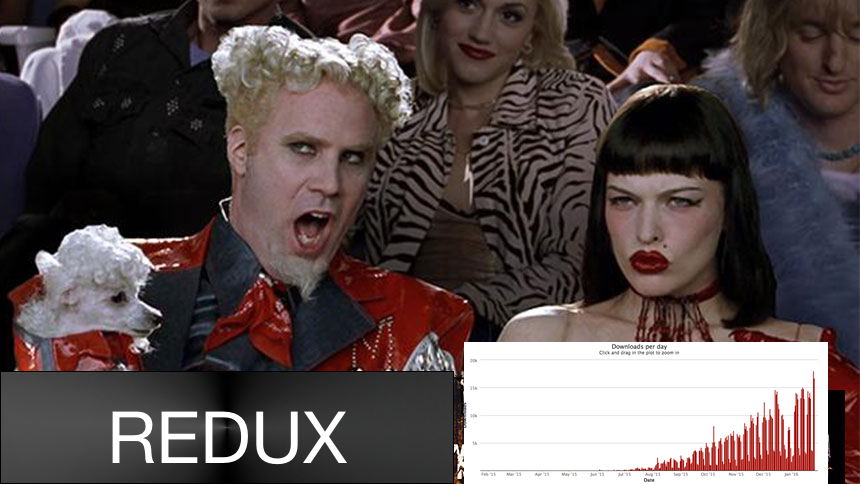 M
Downloads per day
Click and drag in the plot to zoom in
20k
15k
10k
5k
Feb '15 Mar '15 Apr '15 May '15 Jun '15 Jul '15 Aug '15 Sep '15 Oct '15 Nov '15 Dec '15 Jan '16
Date
REDUX